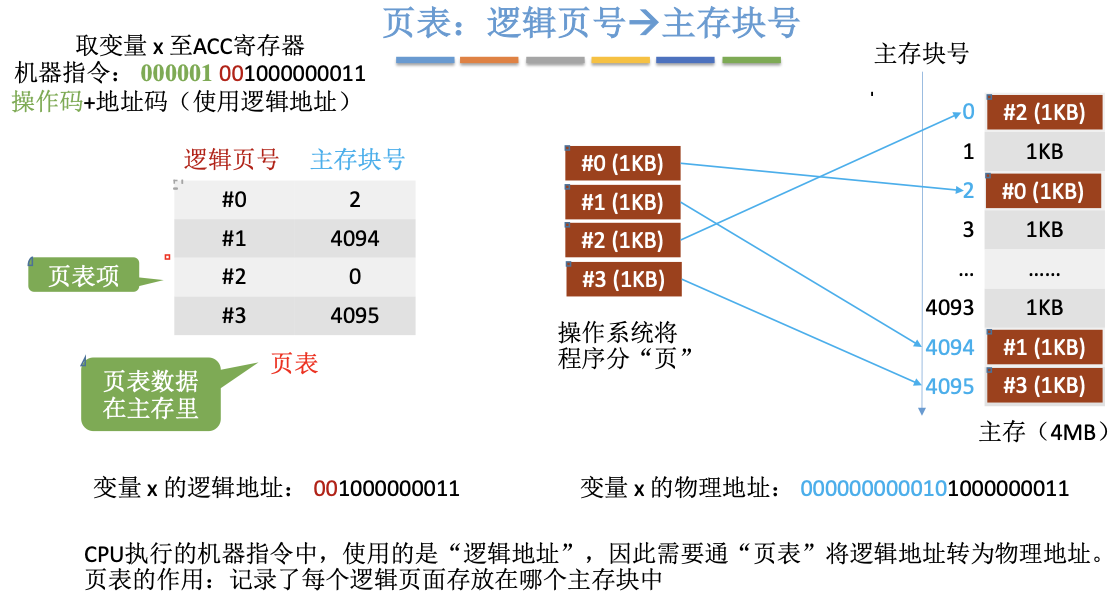 页表：逻辑页号→主存块号
取变量 x 至ACC寄存器
机器指令： 000001 001000000011
操作码+地址码（使用逻辑地址）
逻辑页号 主存块号
#0 2
#1 4094
#2 0
#3 4095
页表项
页表
页表数据
在主存里
#0 (1KB)
#1 (1KB)
#2 (1KB)
#3 (1KB)
操作系统将
程序分“页”
主存块号
0 #2 (1KB)
1 1KB
2 #0 (1KB)
3 1KB
... ......
4093 1KB
4094 #1 (1KB)
4095 #3 (1KB)
主存（4MB）
变量 x 的逻辑地址： 001000000011
变量 x 的物理地址： 0000000000101000000011
CPU执行的机器指令中，使用的是“逻辑地址”，因此需要通“页表”将逻辑地址转为物理地址。
页表的作用：记录了每个逻辑页面存放在哪个主存块中